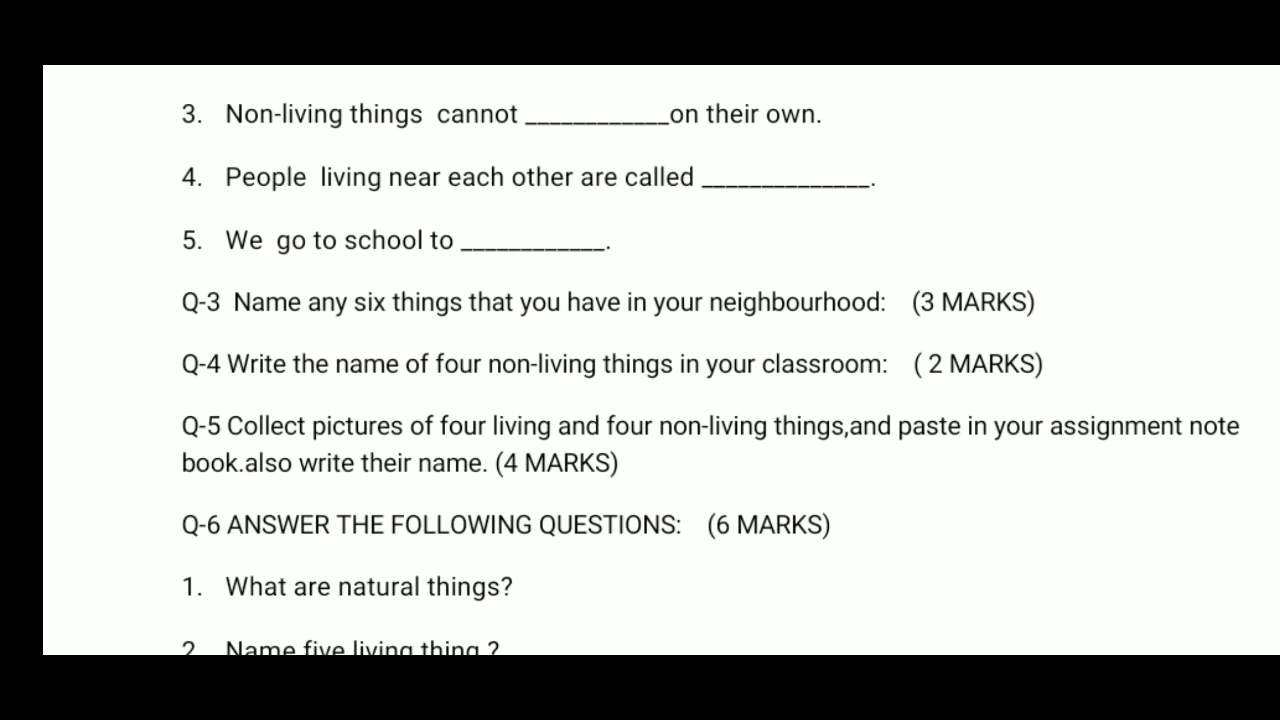 3. Non-living things cannot ____________on their own.
4. People living near each other are called ______________.
5. We go to school to ____________.
Q-3 Name any six things that you have in your neighbourhood: (3 MARKS)
Q-4 Write the name of four non-living things in your classroom: ( 2 MARKS)
Q-5 Collect pictures of four living and four non-living things,and paste in your assignment note
book.also write their name. (4 MARKS)
Q-6 ANSWER THE FOLLOWING QUESTIONS: (6 MARKS)
1. What are natural things?
2. Name five living thing ?